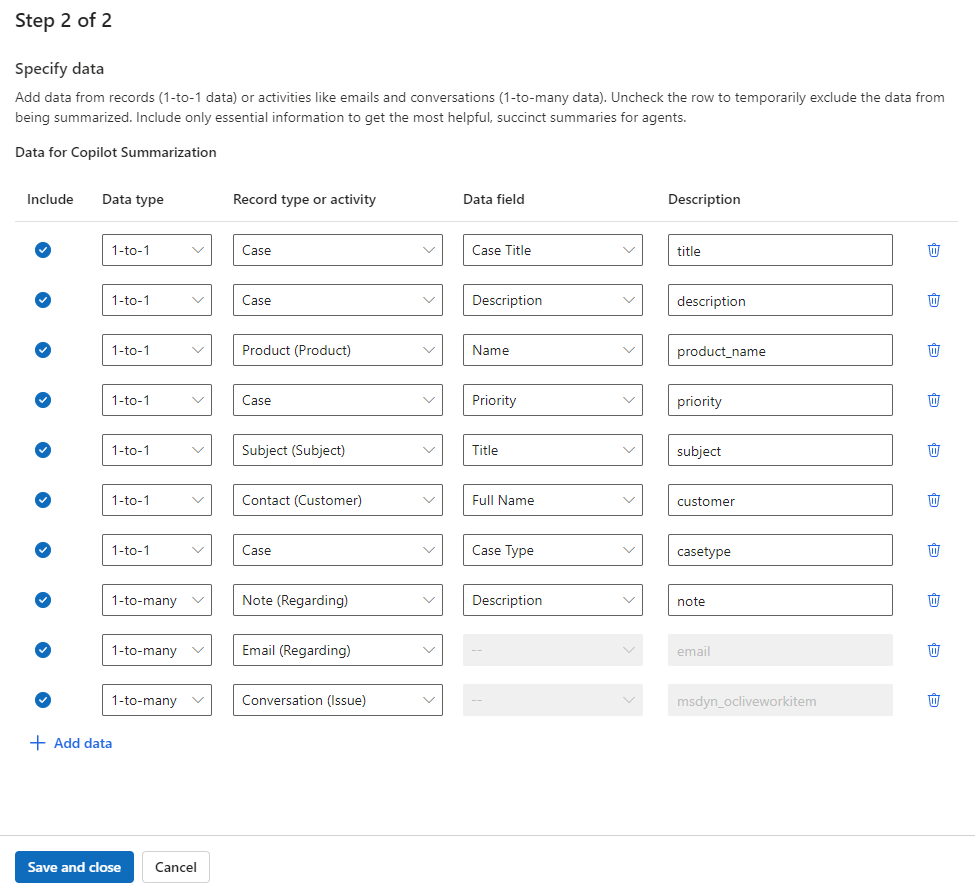 Step 2 of 2
Specify data
Add data from records (1-to-1 data) or activities like emails and conversations (1-to-many data). Uncheck the row to temporarily exclude the data from
being summarized. Include only essential information to get the most helpful, succinct summaries for agents.
Data for Copilot Summarization
Include Data type Record type or activity Data field Description
1-to-1 Case Case Title title
1-to-1 Case Description description
1-to-1 Product (Product) Name product_name
1-to-1 Case Priority priority
1-to-1 Subject (Subject) Title subject
1-to-1 Contact (Customer) Full Name customer
1-to-1 Case Case Type casetype
1-to-many Note (Regarding) Description note
1-to-many Email (Regarding) -- email
1-to-many Conversation (Issue) -- msdyn_ocliveworkitem
Add data
Save and close Cancel